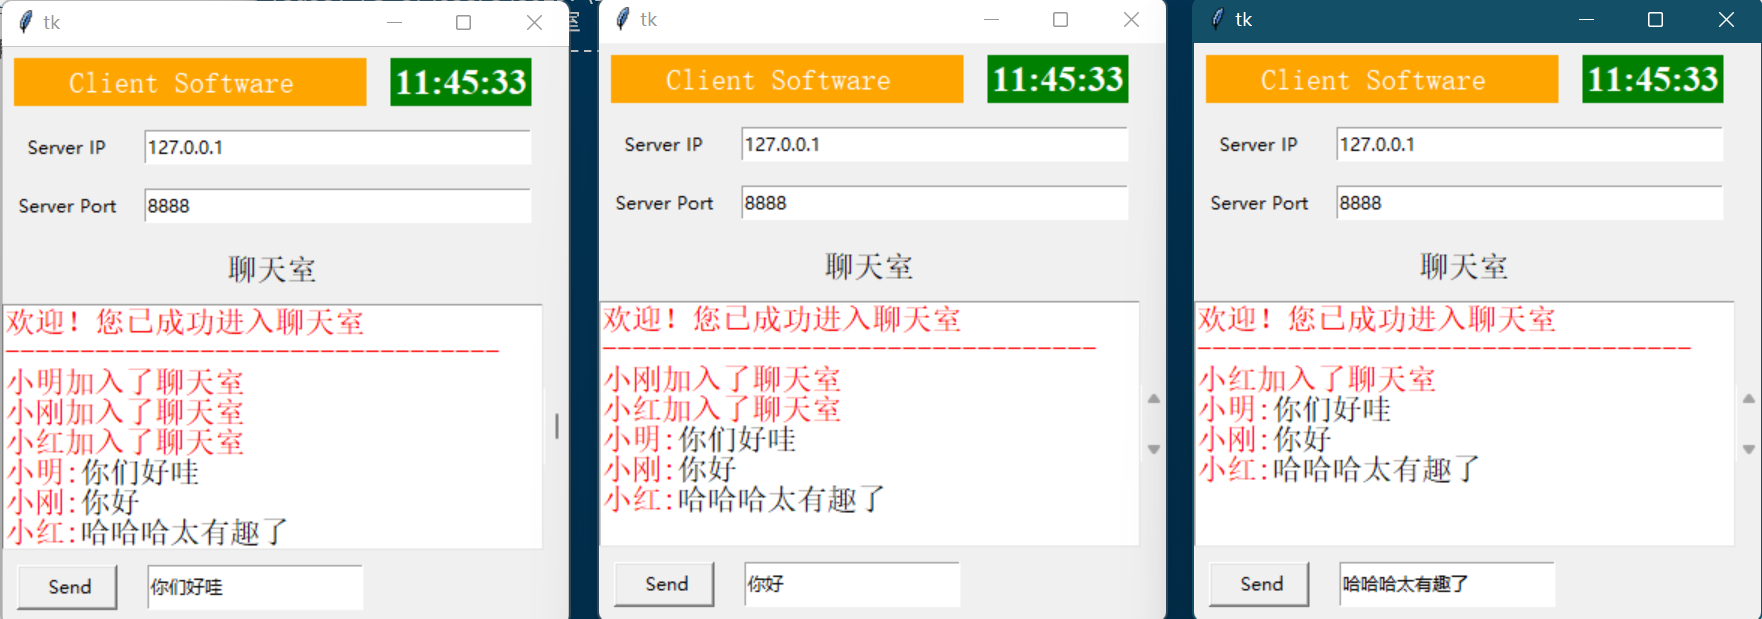 室
tk
Client Software 11:45:33
Server IP 127.0.0.1
Server Port 8888
聊天室
欢迎！您已成功进入聊天室
---------------------------------
小明加入了聊天室
小刚加入了聊天室
小红加入了聊天室
小明:你们好哇
小刚:你好
小红:哈哈哈太有趣了
Send 你们好哇
tk
Client Software 11:45:33
Server IP 127.0.0.1
Server Port 8888
聊天室
欢迎！您已成功进入聊天室
---------------------------------
小刚加入了聊天室
小红加入了聊天室
小明:你们好哇
小刚:你好
小红:哈哈哈太有趣了
Send 你好
tk
Client Software 11:45:33
Server IP 127.0.0.1
Server Port 8888
聊天室
欢迎！您已成功进入聊天室
---------------------------------
小红加入了聊天室
小明:你们好哇
小刚:你好
小红:哈哈哈太有趣了
Send 哈哈哈太有趣了